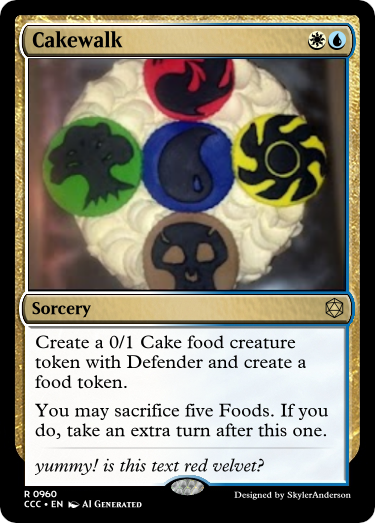 Cakewalk
Sorcery
Create a 0/1 Cake food creature
token with Defender and create a
food token.
You may sacrifice five Foods. If you
do, take an extra turn after this one.
yummy! is this text red velvet?
R 0960
CCC • EN AI Generated
Designed by SkylerAnderson